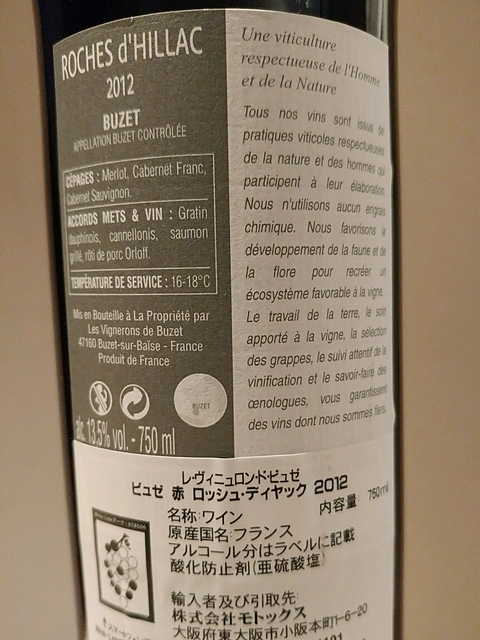 ROCHES d'HILLAC
2012
BUZET
APPELLATION BUZET CONTRÔLÉE
CÉPAGES : Merlot, Cabernet Franc,
Cabernet Sauvignon.
ACCORDS METS & VIN : Gratin
dauphinois, cannellonis, saumon
grillé, rôti de porc Orloff.
TEMPÉRATURE DE SERVICE : 16-18°C
Mis en Bouteille à La Propriété par
Les Vignerons de Buzet
47160 Buzet-sur-Baïse - France
Produit de France
BUZET
alc. 13.5% vol. - 750 ml
Une viticulture
respectueuse de l'Homme
et de la Nature
Tous nos vins sont issus de
pratiques viticoles respectueuses
de la nature et des hommes qui
participent à leur élaboration.
Nous n'utilisons aucun engrais
chimique. Nous favorisons le
développement de la faune et de
la flore pour recréer un
écosystème favorable à la vigne.
Le travail de la terre, le soin
apporté à la vigne, la sélection
des grappes, le suivi attentif de la
vinification et le savoir-faire des
œnologues, vous garantissent
des vins dont nous sommes fiers.
レ・ヴィニュロン・ド・ビュゼ
ビュゼ 赤 ロッシュ・ディヤック 2012
内容量 750ml
名称:ワイン
原産国名:フランス
アルコール分はラベルに記載
酸化防止剤(亜硫酸塩)
輸入者及び引取先:
株式会社モトックス
大阪府東大阪市小阪本町1-6-20